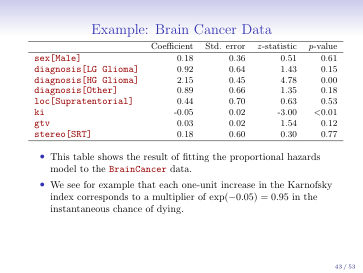 Example: Brain Cancer Data
Coefficient Std. error z-statistic p-value
sex[Male] 0.18 0.36 0.51 0.61
diagnosis[LG Glioma] 0.92 0.64 1.43 0.15
diagnosis[HG Glioma] 2.15 0.45 4.78 0.00
diagnosis[Other] 0.89 0.66 1.35 0.18
loc[Supratentorial] 0.44 0.70 0.63 0.53
ki -0.05 0.02 -3.00 <0.01
gtv 0.03 0.02 1.54 0.12
stereo[SRT] 0.18 0.60 0.30 0.77
• This table shows the result of fitting the proportional hazards
model to the BrainCancer data.
• We see for example that each one-unit increase in the Karnofsky
index corresponds to a multiplier of exp(−0.05) = 0.95 in the
instantaneous chance of dying.
43 / 53